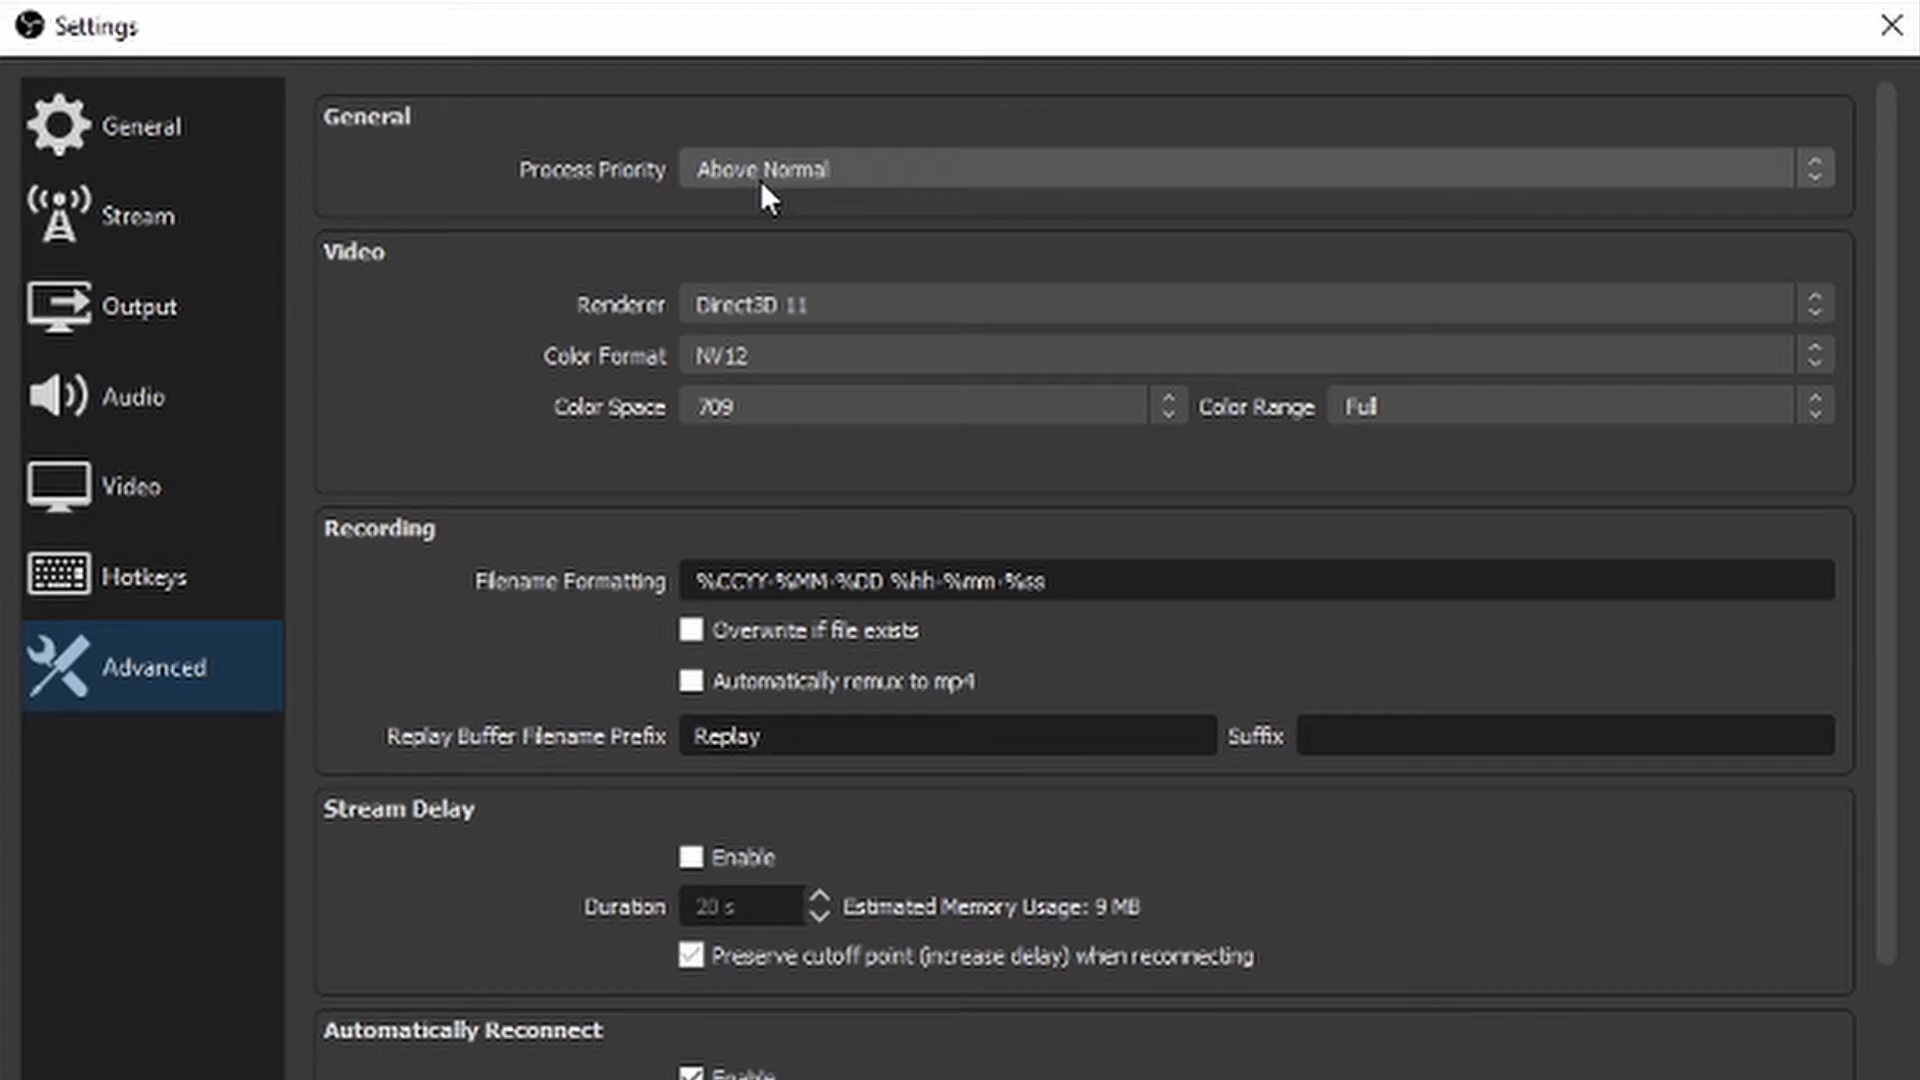 Settings
General
Stream
Output
Audio
Video
Hotkeys
Advanced
General
Process Priority Above Normal
Video
Renderer Direct3D 11
Color Format NV12
Color Space 709 Color Range Full
Recording
Filename Formatting %CCYY-%MM-%DD %hh-%mm-%ss
Overwrite if file exists
Automatically remux to mp4
Replay Buffer Filename Prefix Replay Suffix
Stream Delay
Enable
Duration 20 s Estimated Memory Usage: 9 MB
Preserve cutoff point (increase delay) when reconnecting
Automatically Reconnect
Enable